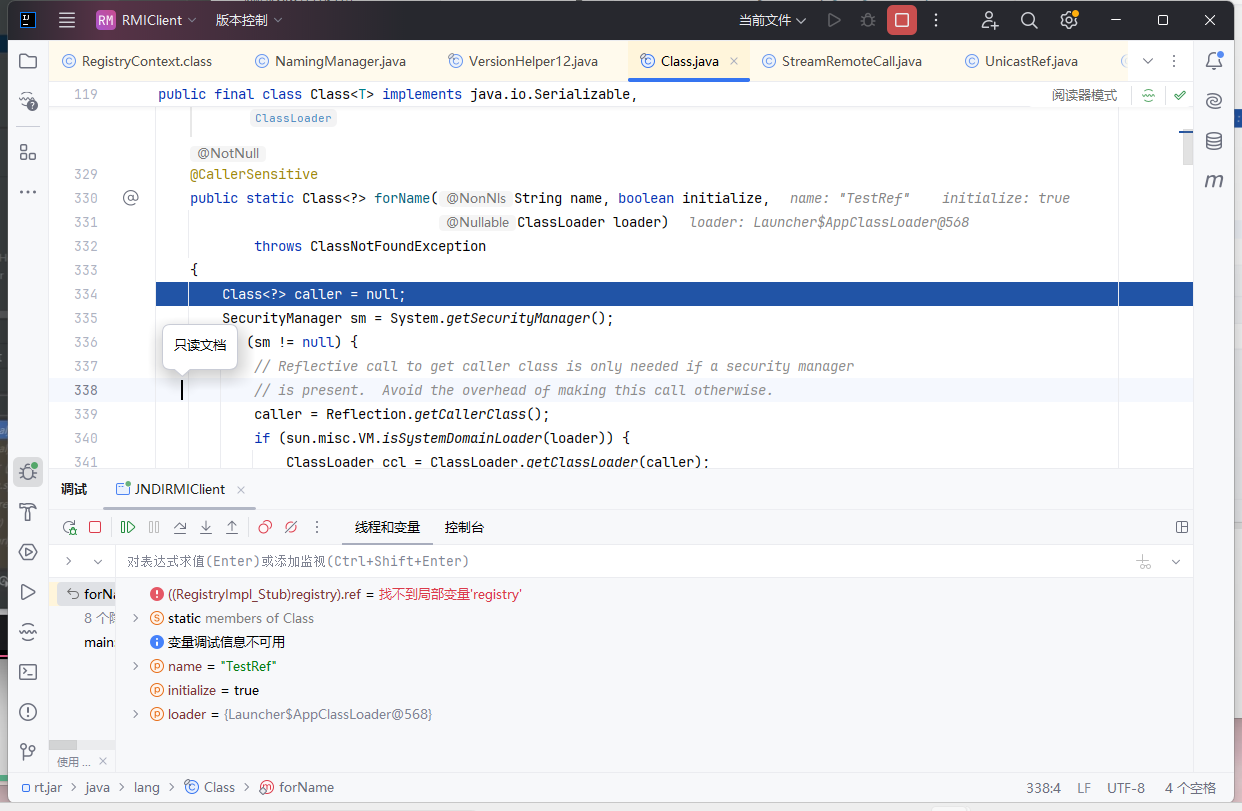 RM RMIClient 版本控制 当前文件
RegistryContext.class NamingManager.java VersionHelper12.java Class.java StreamRemoteCall.java UnicastRef.java
119 public final class Class<T> implements java.io.Serializable, 阅读器模式
ClassLoader
@NotNull
329 @CallerSensitive
330 public static Class<?> forName( @NonNls String name, boolean initialize, name: "TestRef" initialize: true
331 @Nullable ClassLoader loader) loader: Launcher$AppClassLoader@568
332 throws ClassNotFoundException
333 {
334 Class<?> caller = null;
335 SecurityManager sm = System.getSecurityManager();
336 (sm != null) {
只读文档
337 // Reflective call to get caller class is only needed if a security manager
338 // is present.  Avoid the overhead of making this call otherwise.
339 caller = Reflection.getCallerClass();
340 if (sun.misc.VM.isSystemDomainLoader(loader)) {
341 ClassLoader ccl = ClassLoader.getClassLoader(caller);
调试 JNDIRMIClient
线程和变量 控制台
对表达式求值(Enter)或添加监视(Ctrl+Shift+Enter)
forNa ((RegistryImpl_Stub)registry).ref = 找不到局部变量'registry'
8 个 static members of Class
main: 变量调试信息不可用
name = "TestRef"
initialize = true
loader = {Launcher$AppClassLoader@568}
使用 ...
rt.jar > java > lang > Class > forName 338:4 LF UTF-8 4 个空格